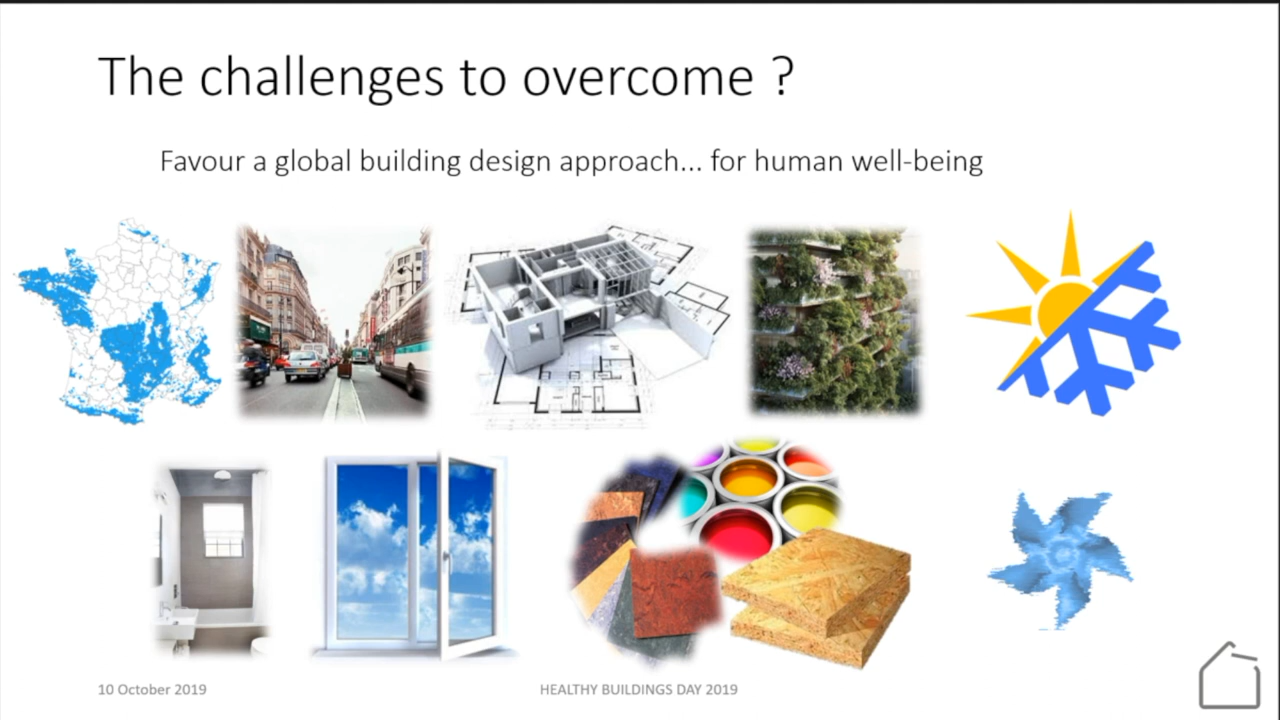 The challenges to overcome ?
Favour a global building design approach... for human well-being
10 October 2019
HEALTHY BUILDINGS DAY 2019